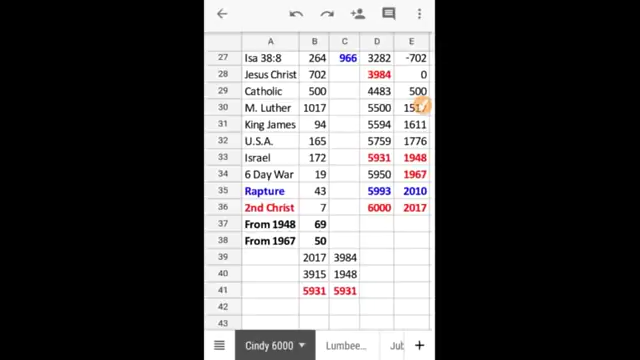 A B C D E
27 Isa 38:8 264 966 3282 -702
28 Jesus Christ 702 3984 0
29 Catholic 500 4483 500
30 M. Luther 1017 5500 1517
31 King James 94 5594 1611
32 U.S.A. 165 5759 1776
33 Israel 172 5931 1948
34 6 Day War 19 5950 1967
35 Rapture 43 5993 2010
36 2nd Christ 7 6000 2017
37 From 1948 69
38 From 1967 50
39 2017 3984
40 3915 1948
41 5931 5931
42
43
Cindy 6000 Lumbee... Jub